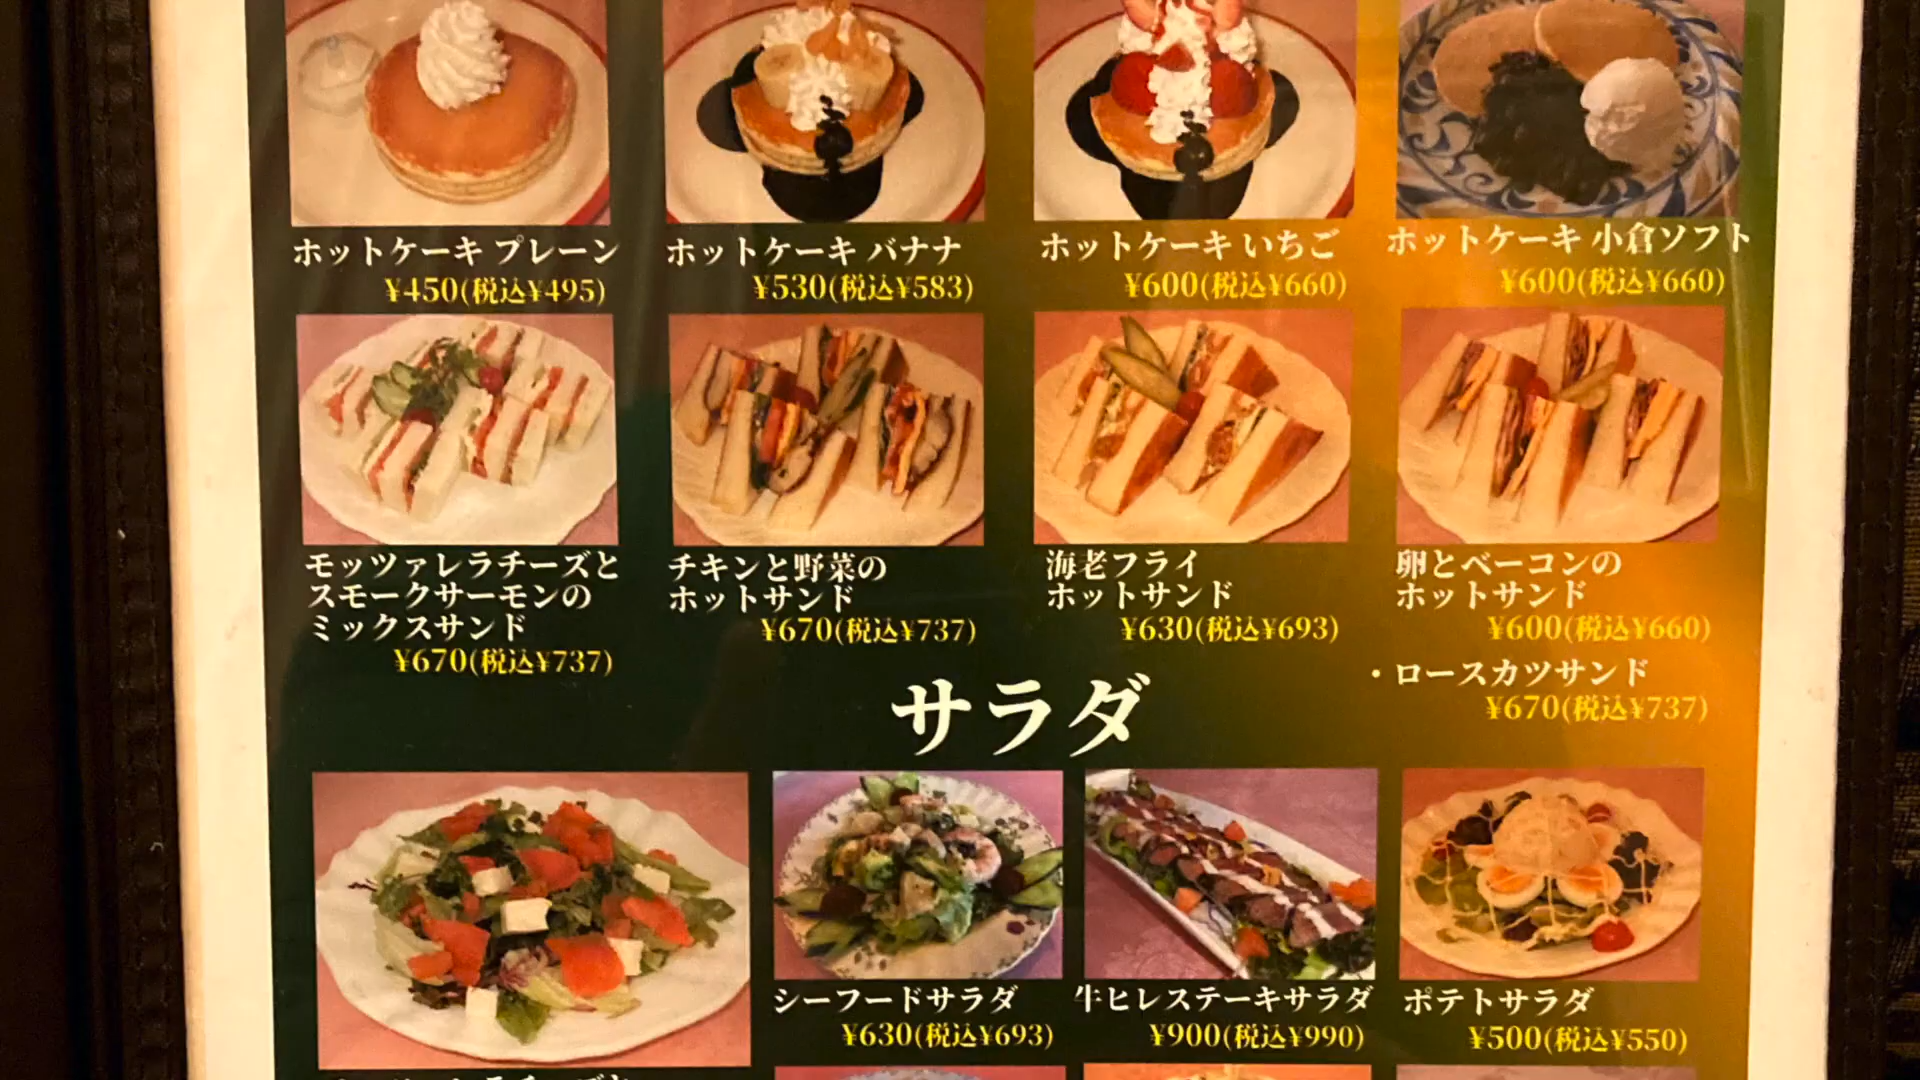 ホットケーキ プレーン
¥450(税込¥495)
ホットケーキ バナナ
¥530(税込¥583)
ホットケーキ いちご
¥600(税込¥660)
ホットケーキ 小倉ソフト
¥600(税込¥660)
モッツァレラチーズと
スモークサーモンの
ミックスサンド
¥670(税込¥737)
チキンと野菜の
ホットサンド
¥670(税込¥737)
海老フライ
ホットサンド
¥630(税込¥693)
卵とベーコンの
ホットサンド
¥600(税込¥660)
・ロースカツサンド
¥670(税込¥737)
サラダ
シーフードサラダ
¥630(税込¥693)
牛ヒレステーキサラダ
¥900(税込¥990)
ポテトサラダ
¥500(税込¥550)